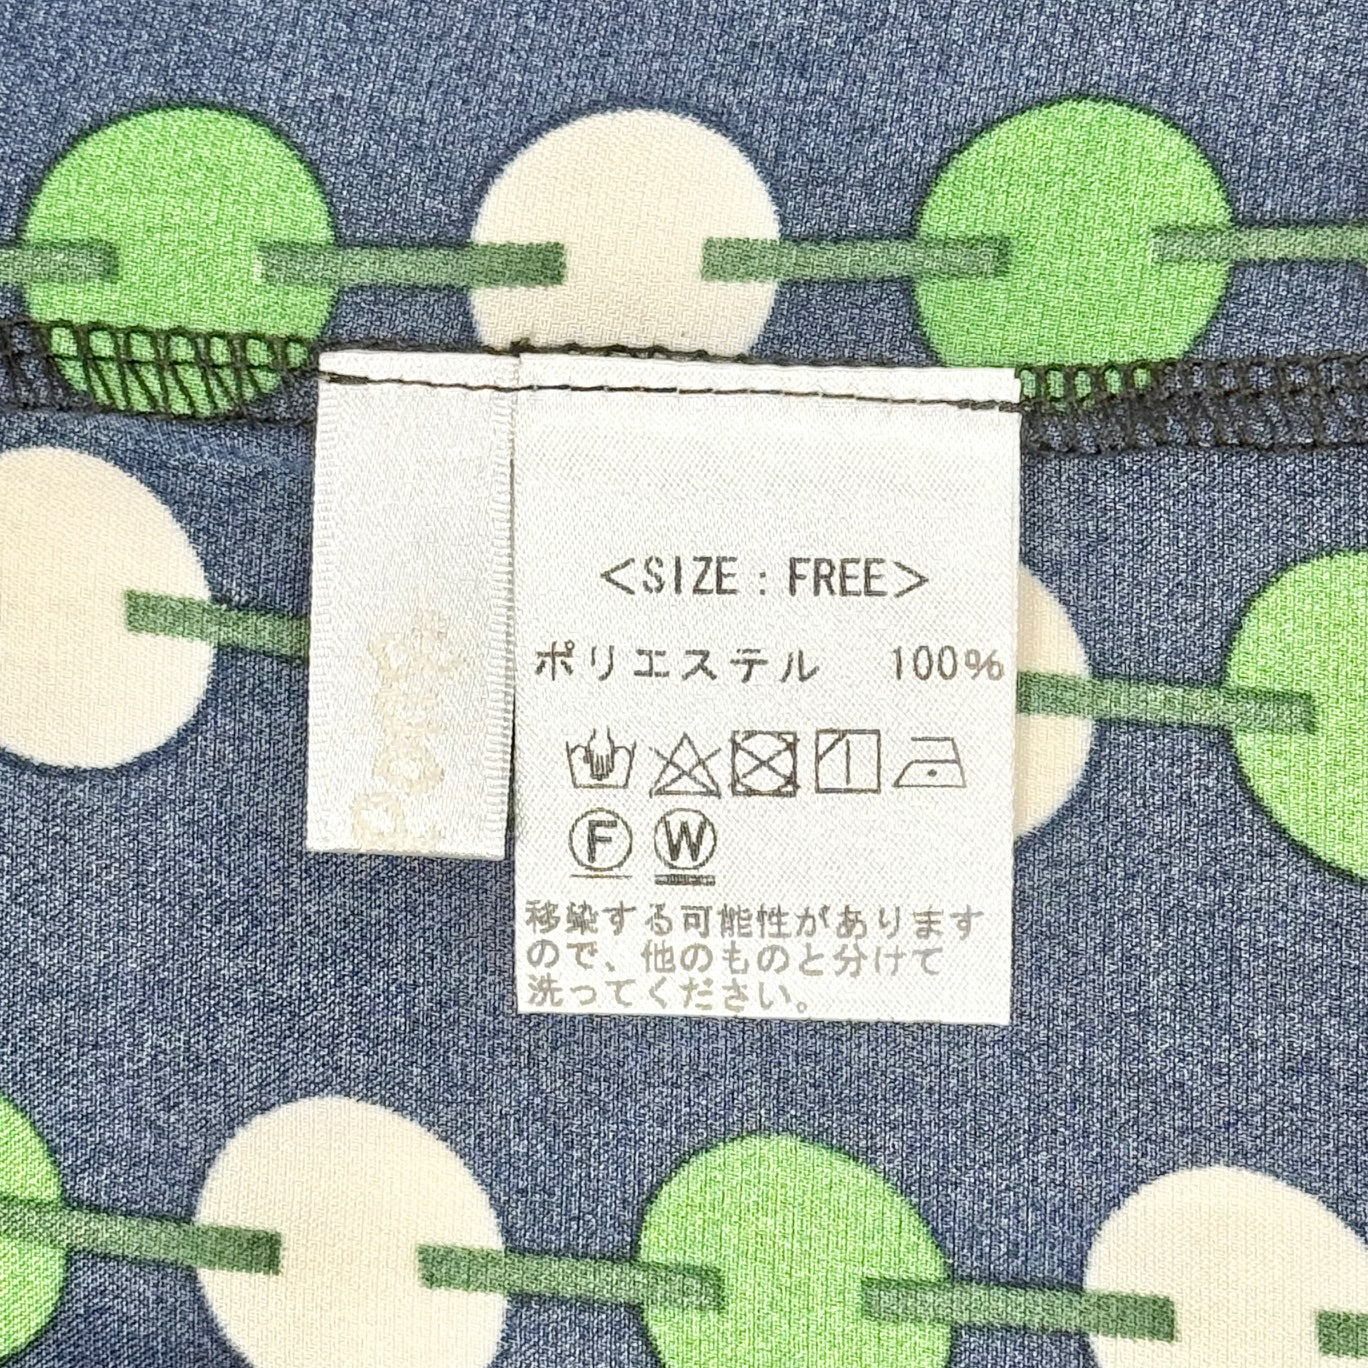 <SIZE : FREE>
ポリエステル 100%
F W
移染する可能性があります
ので、他のものと分けて
洗ってください。